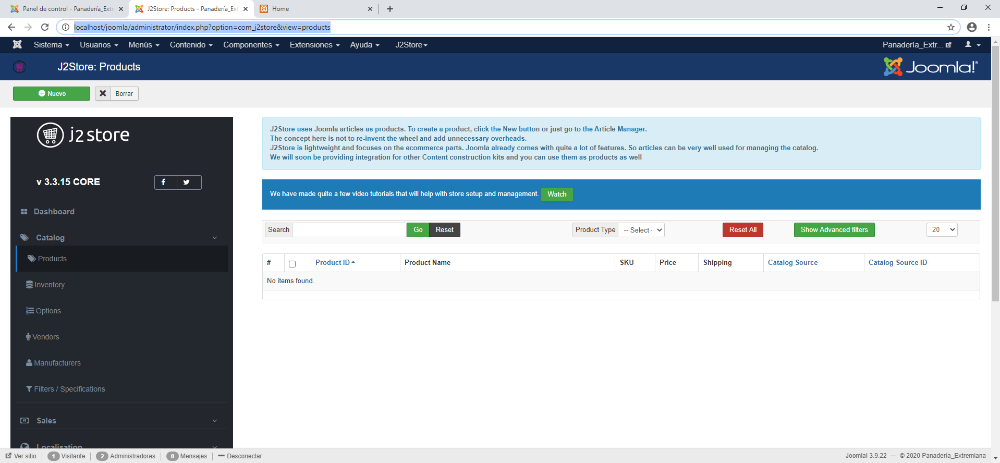 Panel de control - Panadería_Extr
J2Store: Products - Panadería_Ex
Home
localhost/joomla/administrator/index.php?option=com_j2store&view=products
Sistema Usuarios Menús Contenido Componentes Extensiones Ayuda J2Store Panadería_Extr...
J2Store: Products
Joomla!®
Nuevo Borrar
j2store
v 3.3.15 CORE
Dashboard
Catalog
Products
Inventory
Options
Vendors
Manufacturers
Filters / Specifications
Sales
Localisation
J2Store uses Joomla articles as products. To create a product, click the New button or just go to the Article Manager.
The concept here is not to re-invent the wheel and add unnecessary overheads.
J2Store is lightweight and focuses on the ecommerce parts. Joomla already comes with quite a lot of features. So articles can be very well used for managing the catalog.
We will soon be providing integration for other Content construction kits and you can use them as products as well
We have made quite a few video tutorials that will help with store setup and management. Watch
Search Go Reset Product Type -- Select - Reset All Show Advanced filters 20
# Product ID Product Name SKU Price Shipping Catalog Source Catalog Source ID
No items found.
Ver sitio 1 Visitante 2 Administradores 0 Mensajes Desconectar Joomla! 3.9.22 — © 2020 Panadería_Extremiana